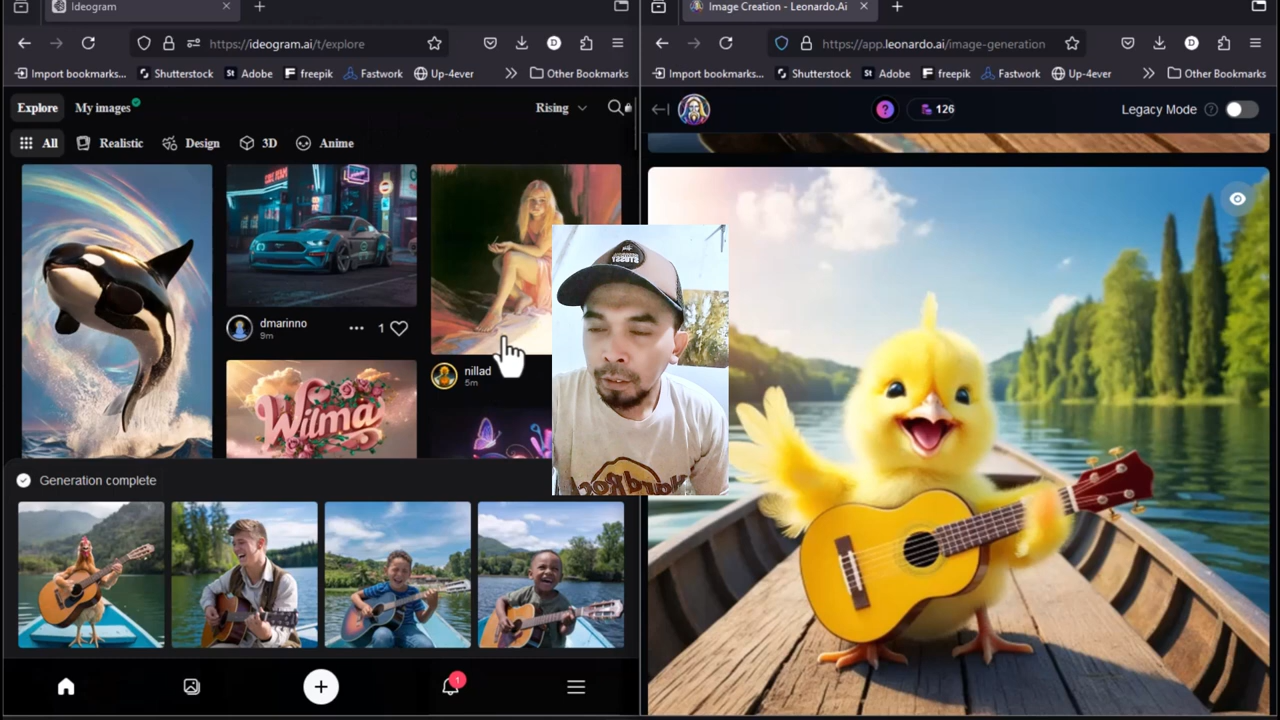 Ideogram
https://ideogram.ai/t/explore
Import bookmarks...
Shutterstock
St Adobe
freepik
Fastwork
Up-4ever
Other Bookmarks
Explore
My images
Rising
All
Realistic
Design
3D
Anime
dmarinno
9m
1
nillad
5m
Wilma
Generation complete
1
Image Creation - Leonardo.Ai
https://app.leonardo.ai/image-generation
D
Import bookmarks...
Shutterstock
St Adobe
freepik
Fastwork
Up-4ever
Other Bookmarks
?
126
Legacy Mode ?